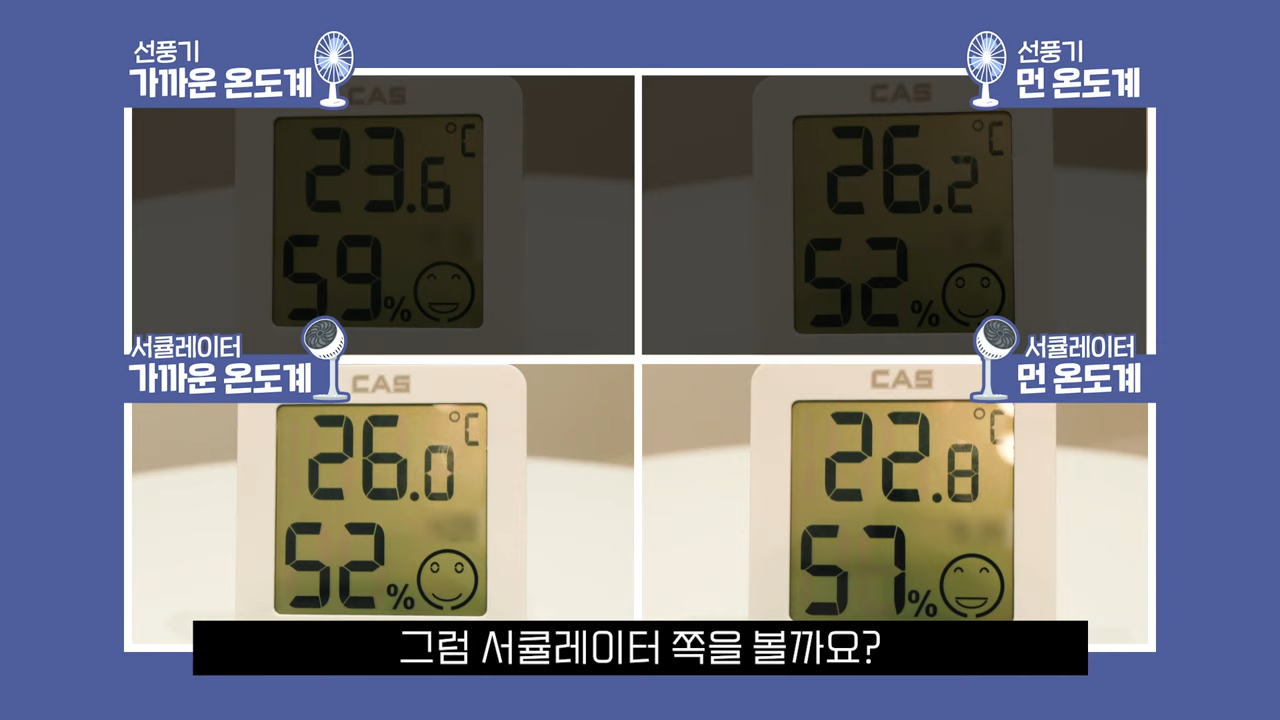 선풍기
가까운 온도계
선풍기
먼 온도계
CAS
23.6 °C
59%
CAS
26.2 °C
52%
서큘레이터
가까운 온도계
서큘레이터
먼 온도계
CAS
26.0 °C
52%
CAS
22.8 °C
57%
그럼 서큘레이터 쪽을 볼까요?